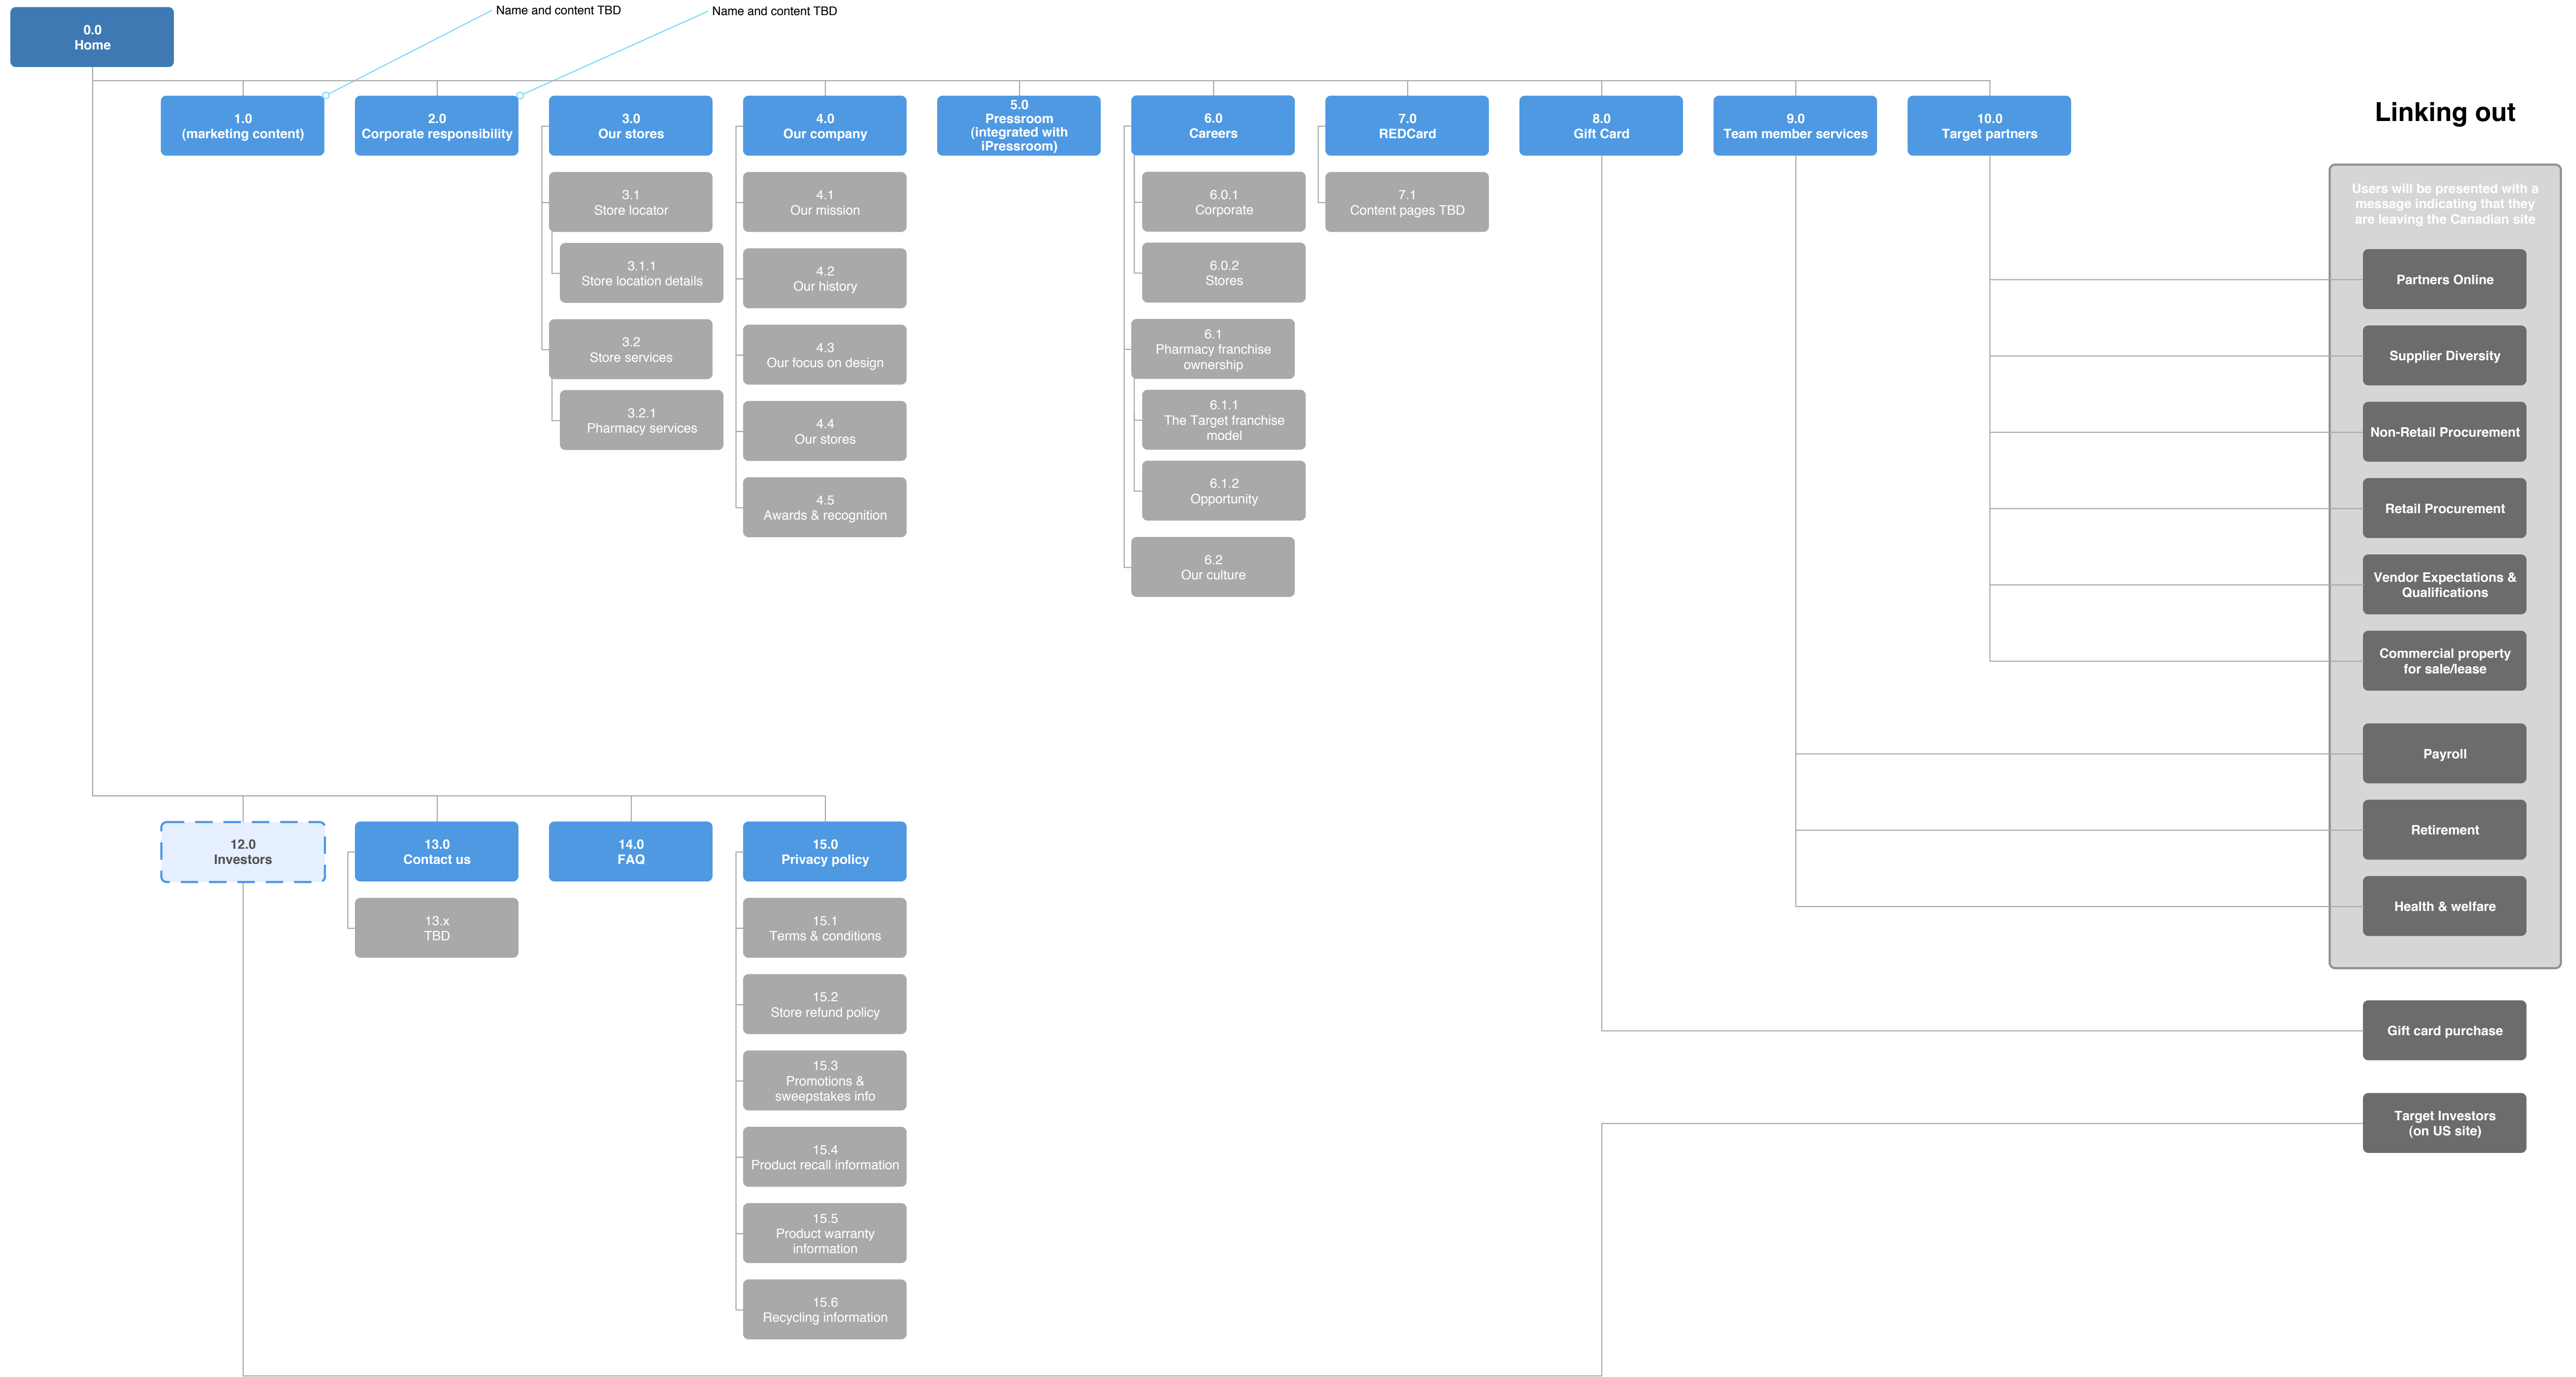 Name and content TBD
Name and content TBD
0.0
Home
1.0
(marketing content)
2.0
Corporate responsibility
3.0
Our stores
4.0
Our company
5.0
Pressroom
(integrated with
iPressroom)
6.0
Careers
7.0
REDCard
8.0
Gift Card
9.0
Team member services
10.0
Target partners
Linking out
3.1
Store locator
3.1.1
Store location details
3.2
Store services
3.2.1
Pharmacy services
4.1
Our mission
4.2
Our history
4.3
Our focus on design
4.4
Our stores
4.5
Awards & recognition
6.0.1
Corporate
6.0.2
Stores
6.1
Pharmacy franchise
ownership
6.1.1
The Target franchise
model
6.1.2
Opportunity
6.2
Our culture
7.1
Content pages TBD
Users will be presented with a
message indicating that they
are leaving the Canadian site
Partners Online
Supplier Diversity
Non-Retail Procurement
Retail Procurement
Vendor Expectations &
Qualifications
Commercial property
for sale/lease
Payroll
Retirement
Health & welfare
Gift card purchase
Target Investors
(on US site)
12.0
Investors
13.0
Contact us
14.0
FAQ
15.0
Privacy policy
13.x
TBD
15.1
Terms & conditions
15.2
Store refund policy
15.3
Promotions &
sweepstakes info
15.4
Product recall information
15.5
Product warranty
information
15.6
Recycling information